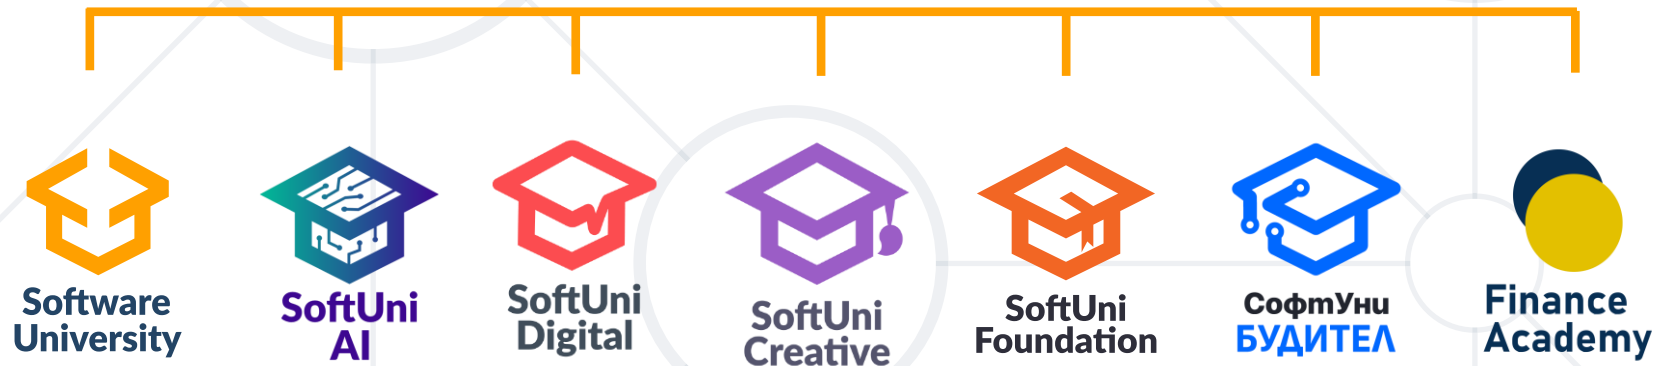 Software
University
SoftUni
AI
SoftUni
Digital
SoftUni
Creative
SoftUni
Foundation
СофтУни
БУДИТЕЛ
Finance
Academy